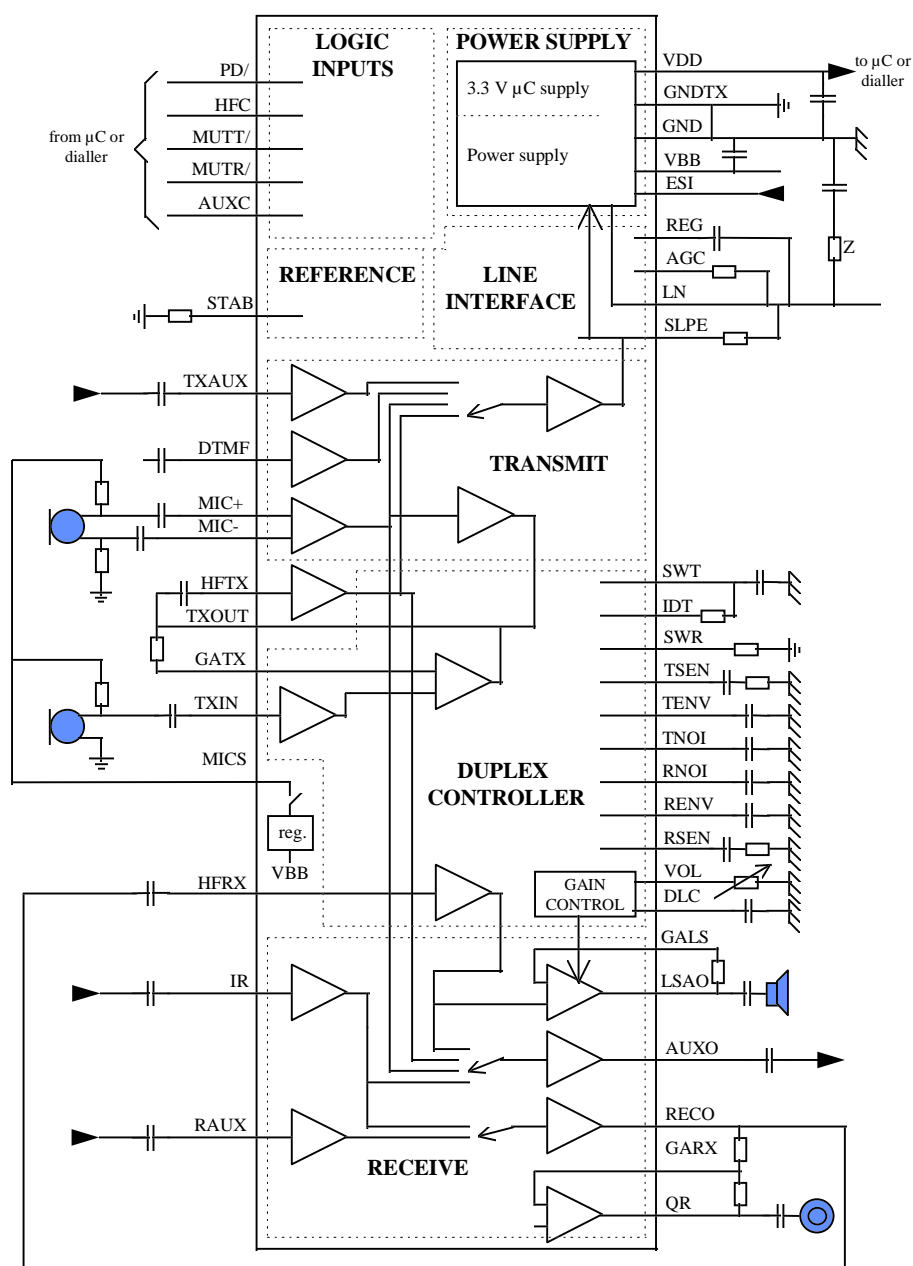 LOGIC
INPUTS
POWER SUPPLY
PD/
HFC
MUTT/
MUTR/
AUXC
from µC or
dialler
3.3 V µC supply
Power supply
VDD
GNDTX
GND
VBB
ESI
to µC or
dialler
REG
AGC
LN
SLPE
Z
REFERENCE
LINE
INTERFACE
STAB
TXAUX
DTMF
MIC+
MIC-
TRANSMIT
HFTX
TXOUT
GATX
TXIN
MICS
reg.
VBB
DUPLEX
CONTROLLER
SWT
IDT
SWR
TSEN
TENV
TNOI
RNOI
RENV
RSEN
VOL
DLC
GAIN
CONTROL
HFRX
IR
RAUX
GALS
LSAO
AUXO
RECO
GARX
QR
RECEIVE